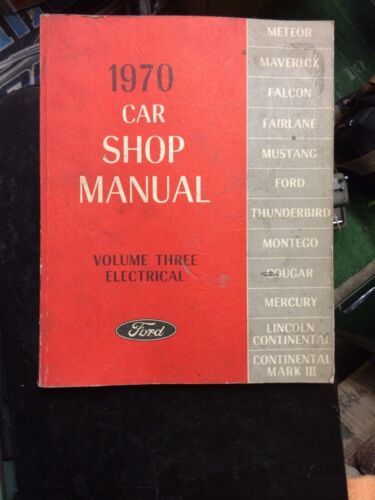 1970
CAR
SHOP
MANUAL
VOLUME THREE
ELECTRICAL
Ford
METEOR
MAVERICK
FALCON
FAIRLANE
MUSTANG
FORD
THUNDERBIRD
MONTEGO
COUGAR
MERCURY
LINCOLN
CONTINENTAL
CONTINENTAL
MARK III